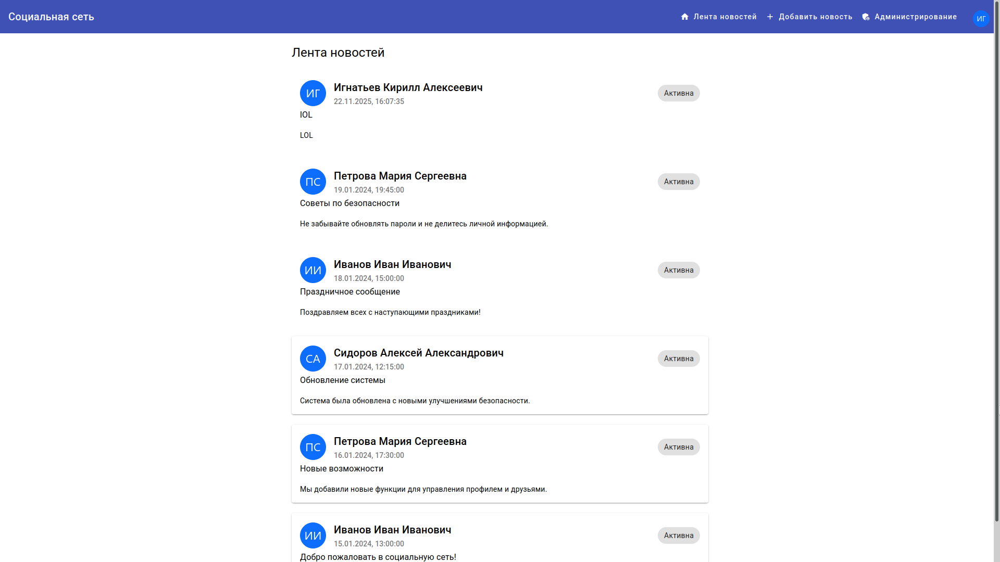 Социальная сеть
Лента новостей
Добавить новость
Администрирование
ИГ
Лента новостей
ИГ
Игнатьев Кирилл Алексеевич
22.11.2025, 16:07:35
Активна
lOL
LOL
ПС
Петрова Мария Сергеевна
19.01.2024, 19:45:00
Активна
Советы по безопасности
Не забывайте обновлять пароли и не делитесь личной информацией.
ИИ
Иванов Иван Иванович
18.01.2024, 15:00:00
Активна
Праздничное сообщение
Поздравляем всех с наступающими праздниками!
СА
Сидоров Алексей Александрович
17.01.2024, 12:15:00
Активна
Обновление системы
Система была обновлена с новыми улучшениями безопасности.
ПС
Петрова Мария Сергеевна
16.01.2024, 17:30:00
Активна
Новые возможности
Мы добавили новые функции для управления профилем и друзьями.
ИИ
Иванов Иван Иванович
15.01.2024, 13:00:00
Активна
Добро пожаловать в социальную сеть!